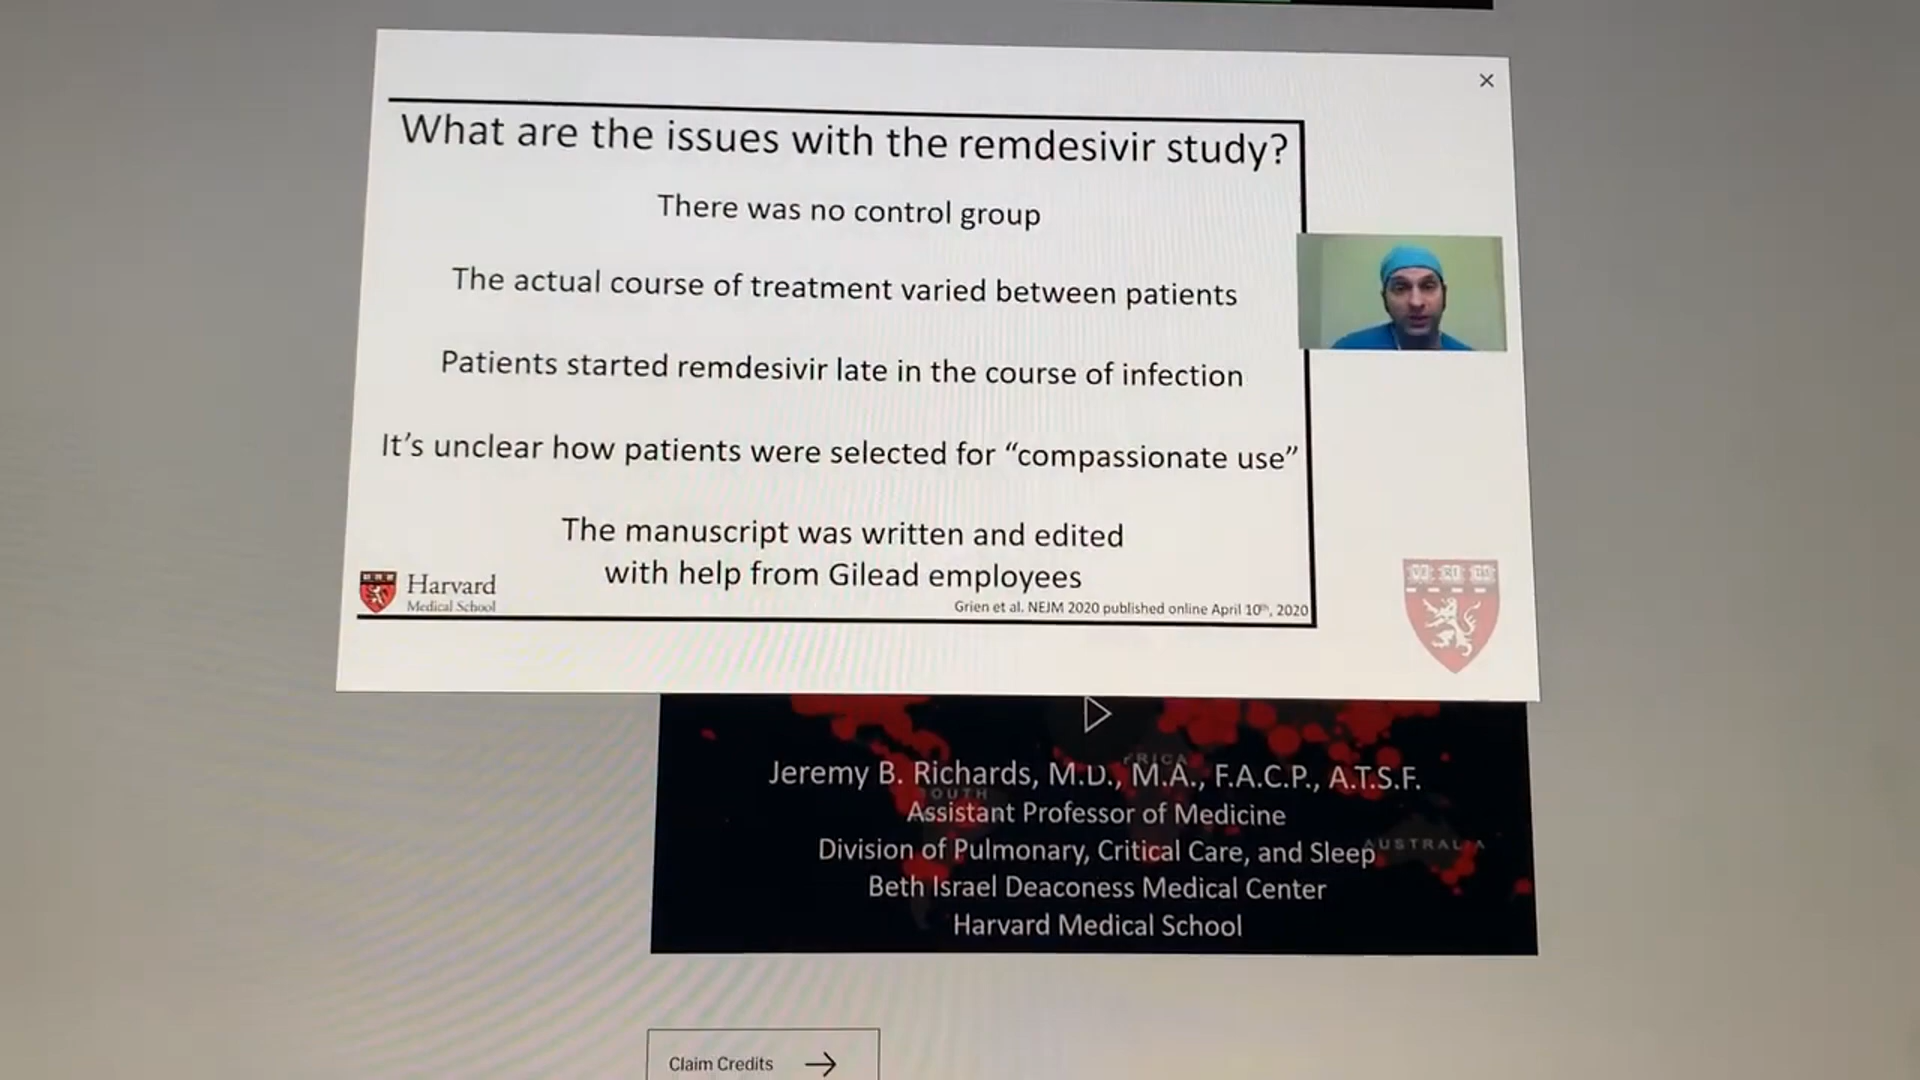 What are the issues with the remdesivir study?
There was no control group
The actual course of treatment varied between patients
Patients started remdesivir late in the course of infection
It's unclear how patients were selected for “compassionate use”
The manuscript was written and edited
with help from Gilead employees
Harvard
Medical School
Grien et al. NEJM 2020 published online April 10th, 2020
Jeremy B. Richards, M.D., M.A., F.A.C.P., A.T.S.F.
Assistant Professor of Medicine
Division of Pulmonary, Critical Care, and Sleep
AUSTRALIA
Beth Israel Deaconess Medical Center
Harvard Medical School
Claim Credits